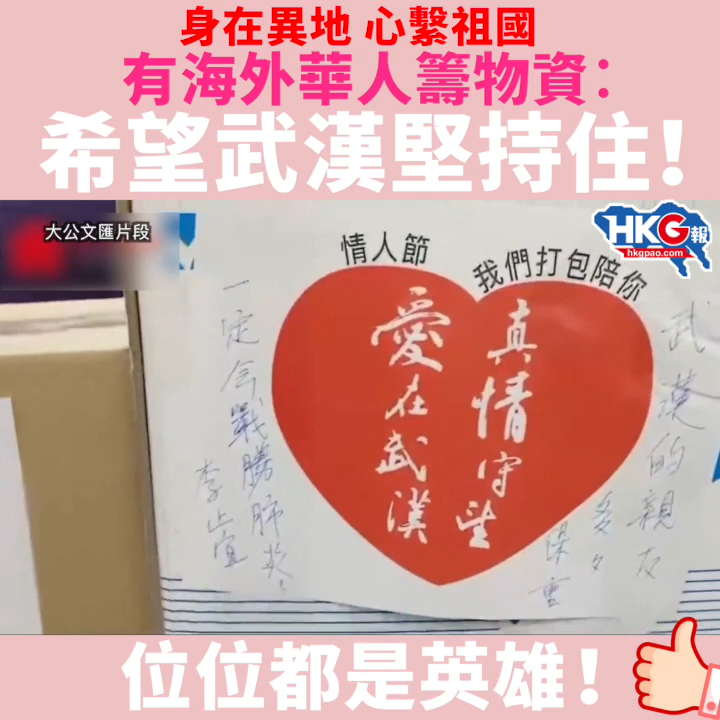 身在異地 心繫祖國
有海外華人籌物資：
希望武漢堅持住！
大公文匯片段
HKG報
hkgpao.com
情人節
我們打包陪你
真情守望
愛在武漢
武漢的親友
多多
保重
一定會戰勝肺炎！
李止宜
位位都是英雄！